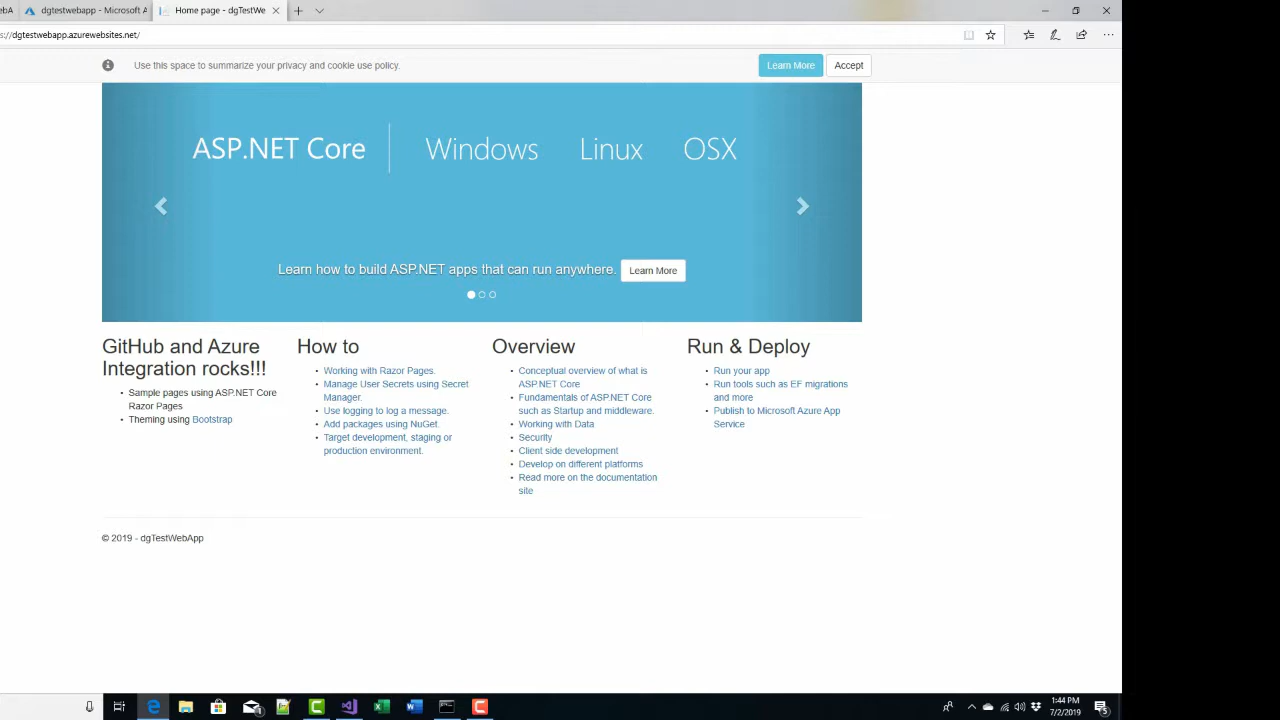 ebA
dgtestwebapp - Microsoft A
Home page - dgTestWe
s://dgtestwebapp.azurewebsites.net/
Use this space to summarize your privacy and cookie use policy.
Learn More
Accept
ASP.NET Core
Windows
Linux
OSX
Learn how to build ASP.NET apps that can run anywhere.
Learn More
GitHub and Azure
Integration rocks!!!
Sample pages using ASP.NET Core
Razor Pages
Theming using Bootstrap
How to
Working with Razor Pages.
Manage User Secrets using Secret
Manager.
Use logging to log a message.
Add packages using NuGet.
Target development, staging or
production environment.
Overview
Conceptual overview of what is
ASP.NET Core
Fundamentals of ASP.NET Core
such as Startup and middleware.
Working with Data
Security
Client side development
Develop on different platforms
Read more on the documentation
site
Run & Deploy
Run your app
Run tools such as EF migrations
and more
Publish to Microsoft Azure App
Service
© 2019 - dgTestWebApp
1:44 PM
7/2/2019